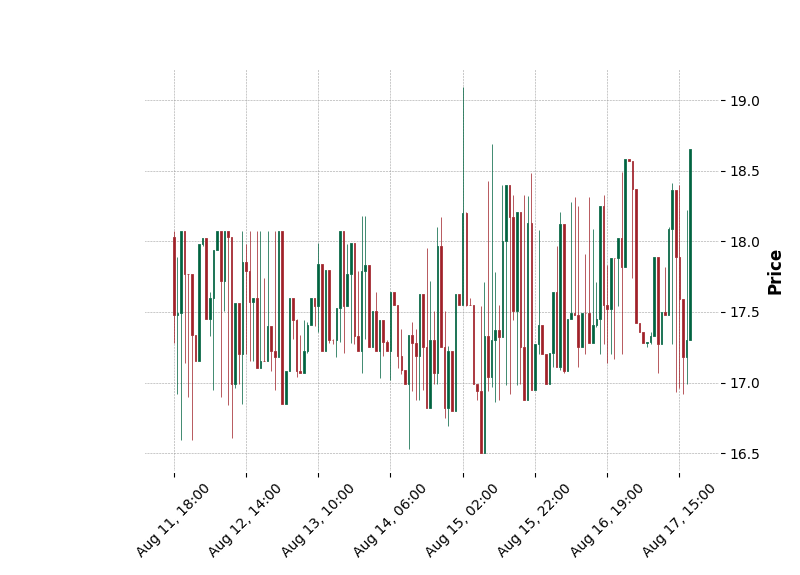 19.0
18.5
18.0
17.5
17.0
16.5
Price
Aug 11, 18:00
Aug 12, 14:00
Aug 13, 10:00
Aug 14, 06:00
Aug 15, 02:00
Aug 15, 22:00
Aug 16, 19:00
Aug 17, 15:00